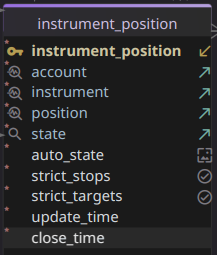 instrument_position
instrument_position
account
instrument
position
state
auto_state
strict_stops
strict_targets
update_time
close_time